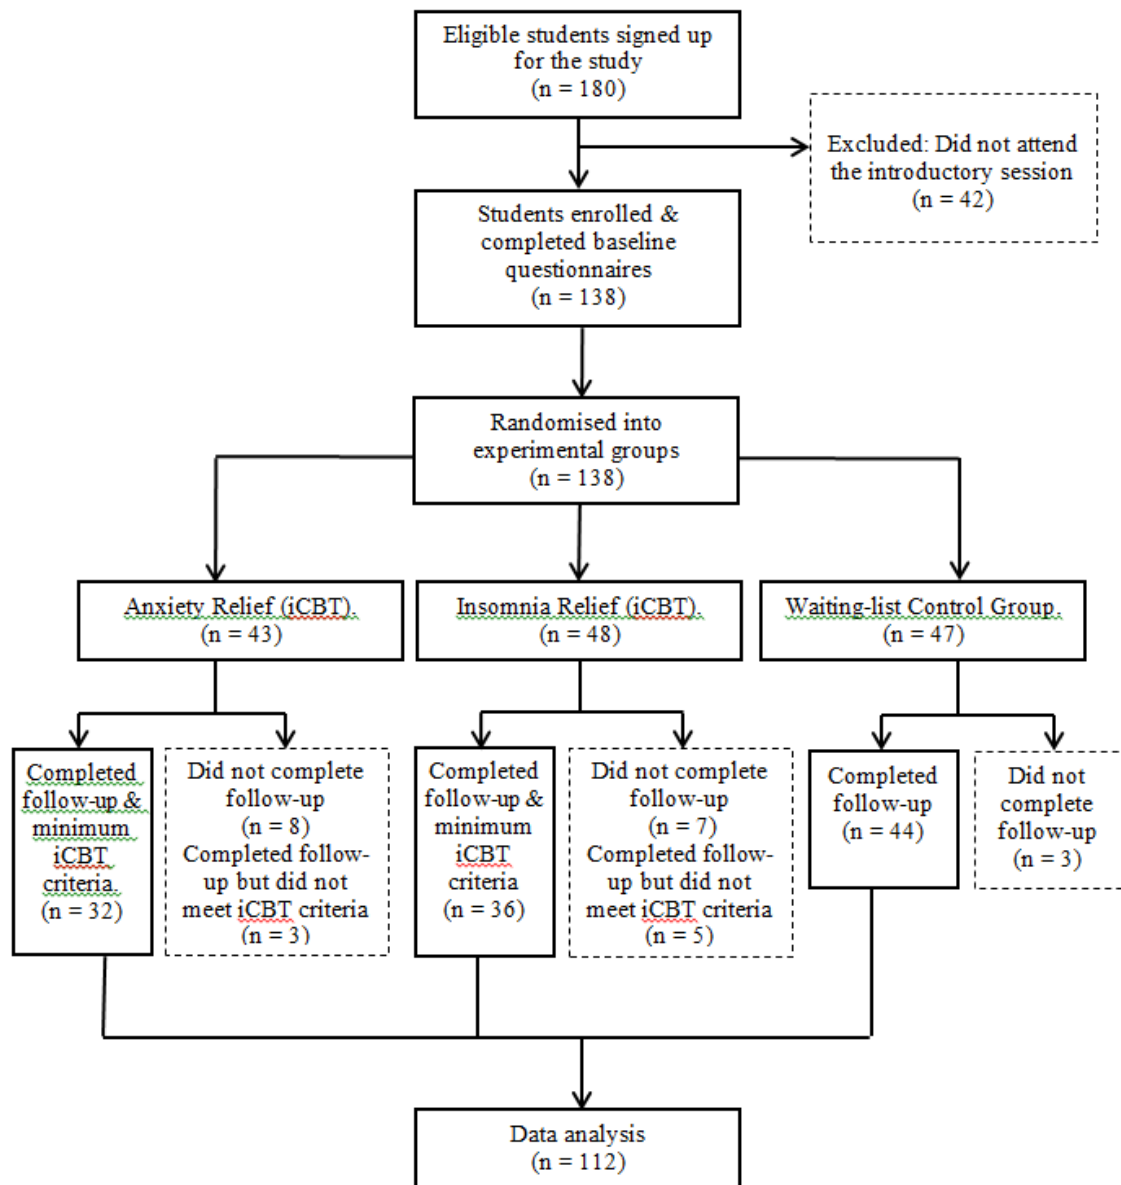 Eligible students signed up
for the study
(n = 180)
Excluded: Did not attend
the introductory session
(n = 42)
Students enrolled &
completed baseline
questionnaires
(n = 138)
Randomised into
experimental groups
(n = 138)
Anxiety Relief (iCBT).
(n = 43)
Insomnia Relief (iCBT).
(n = 48)
Waiting-list Control Group.
(n = 47)
Completed
follow-up &
minimum
iCBT
criteria.
(n = 32)
Did not complete
follow-up
(n = 8)
Completed follow-
up but did not
meet iCBT criteria
(n = 3)
Completed
follow-up &
minimum
iCBT
criteria
(n = 36)
Did not complete
follow-up
(n = 7)
Completed follow-
up but did not
meet iCBT criteria
(n = 5)
Completed
follow-up
(n = 44)
Did not
complete
follow-up
(n = 3)
Data analysis
(n = 112)